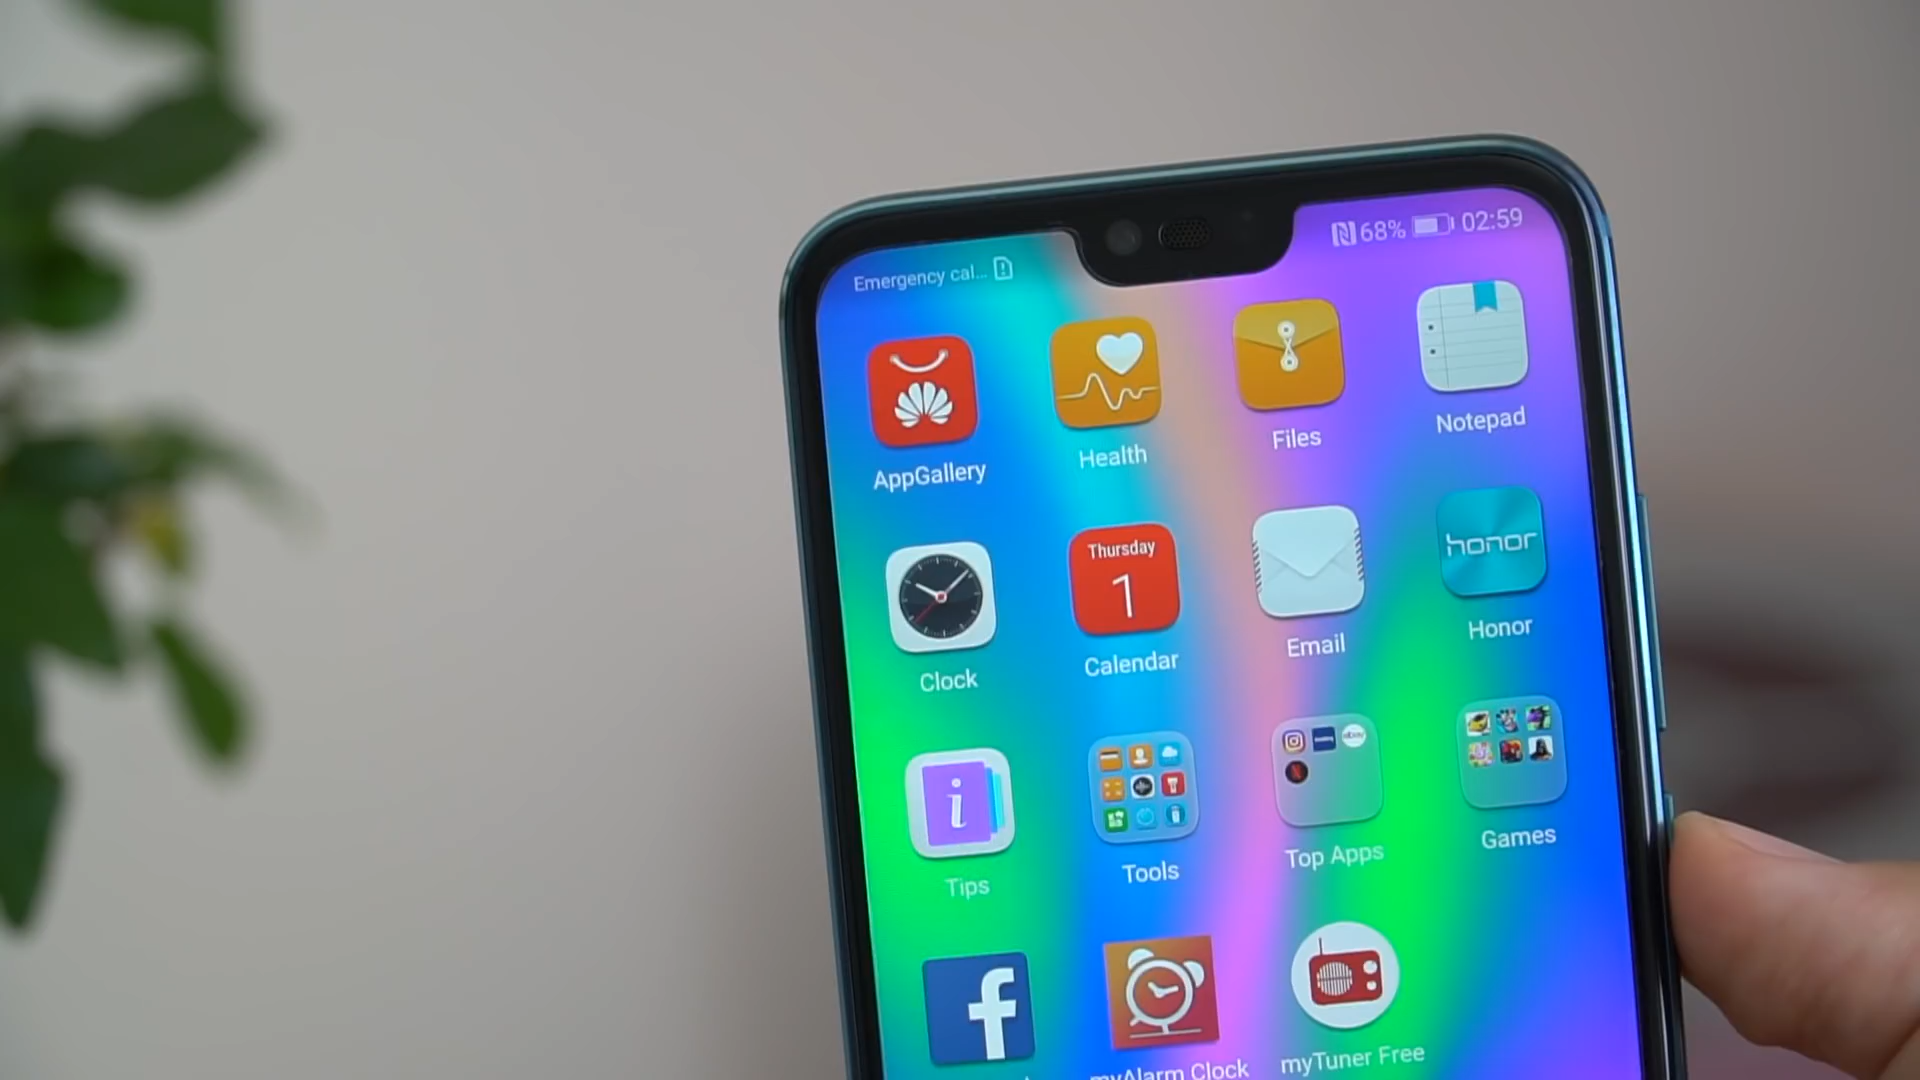 Emergency cal...
68% 02:59
AppGallery
Health
Files
Notepad
Thursday
1
honor
Clock
Calendar
Email
Honor
i
Tips
Tools
Top Apps
Games
f
myAlarm Clock
myTuner Free